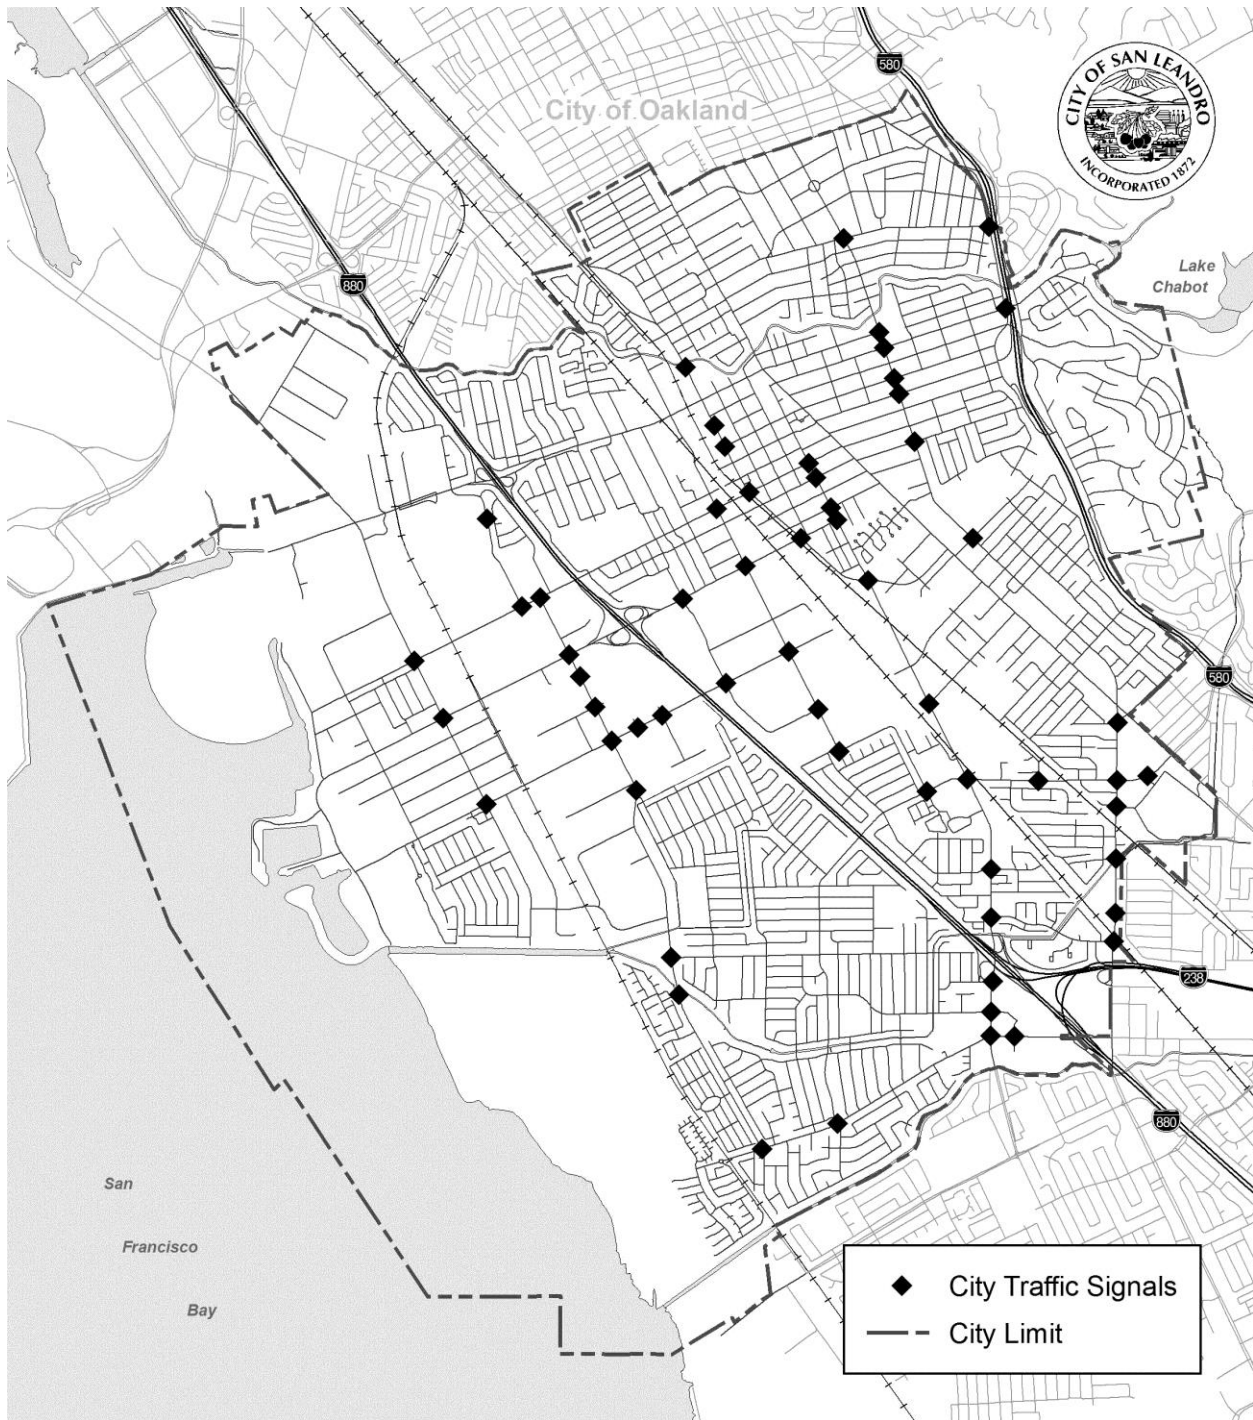 580
CITY OF SAN LEANDRO
INCORPORATED 1872
City of Oakland
Lake
Chabot
880
580
238
880
San
Francisco
Bay
City Traffic Signals
City Limit